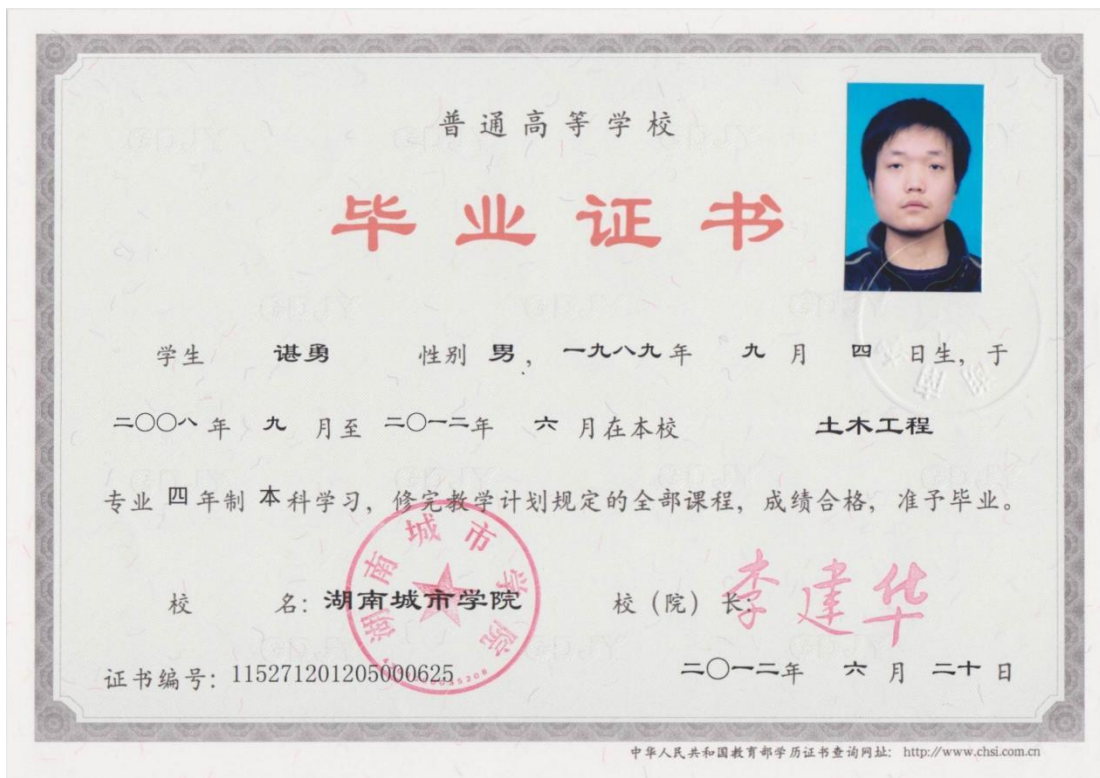 普通高等学校
毕业证书
学生 谌勇 性别 男，一九八九年 九 月 四 日生，于
二〇〇八年 九 月至 二〇一二年 六 月在本校 土木工程
专业 四年制 本科学习，修完教学计划规定的全部课程，成绩合格，准予毕业。
湖南城市学院
校 名：湖南城市学院 校（院）长：李建华
证书编号：115271201205000625 二〇一二年 六 月 二十 日
中华人民共和国教育部学历证书查询网址：http://www.chsi.com.cn